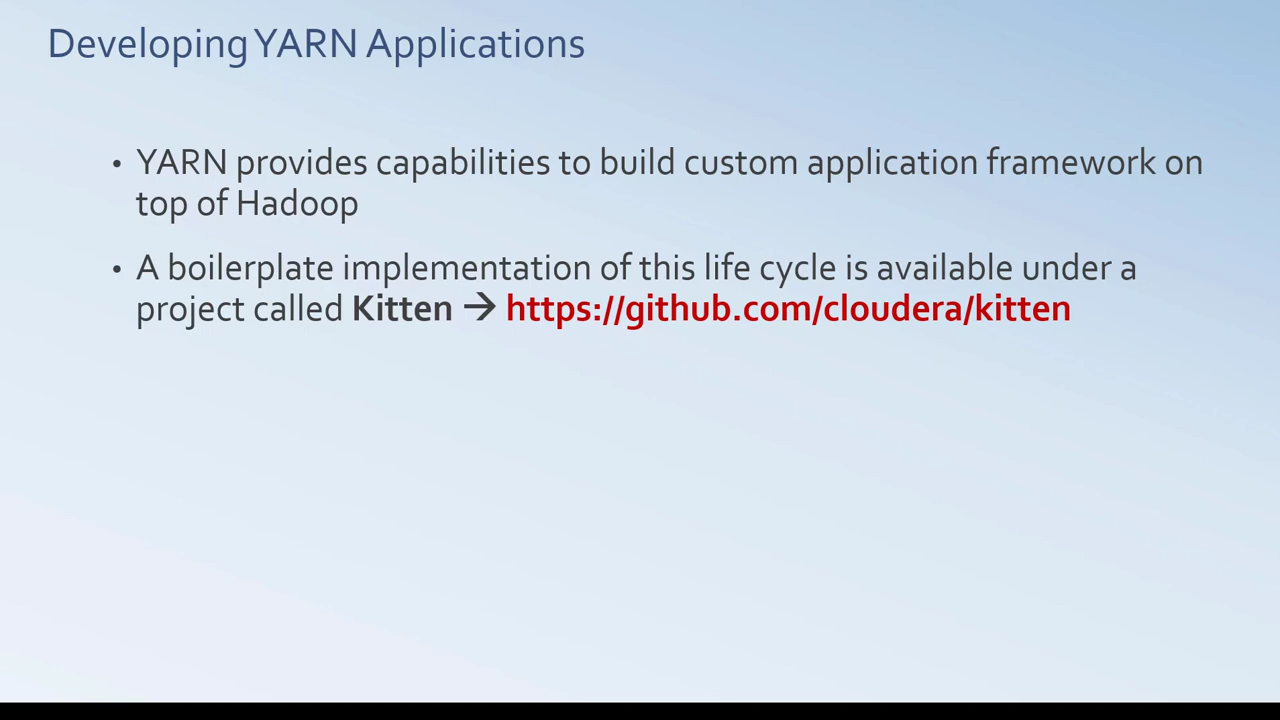 Developing YARN Applications
• YARN provides capabilities to build custom application framework on
top of Hadoop
• A boilerplate implementation of this life cycle is available under a
project called Kitten → https://github.com/cloudera/kitten